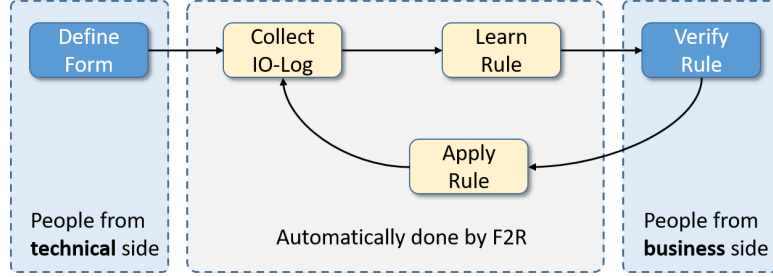 Define
Form
Collect
IO-Log
Learn
Rule
Verify
Rule
Apply
Rule
People from
technical side
Automatically done by F2R
People from
business side